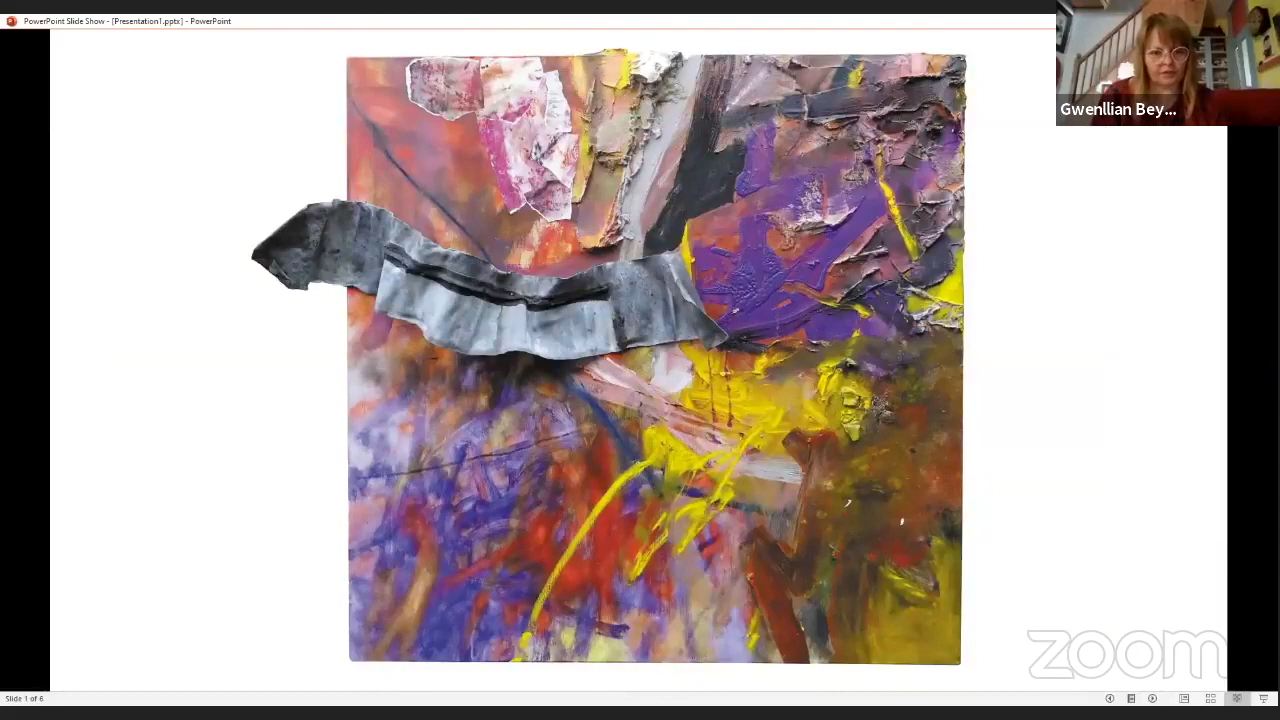 PowerPoint Slide Show - [Presentation1.pptx] - PowerPoint
Gwenllian Bey...
zoom
Slide 1 of 6